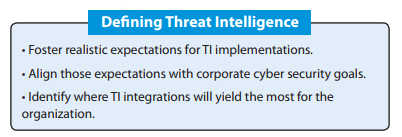 Defining Threat Intelligence
• Foster realistic expectations for TI implementations.
• Align those expectations with corporate cyber security goals.
• Identify where TI integrations will yield the most for the
organization.